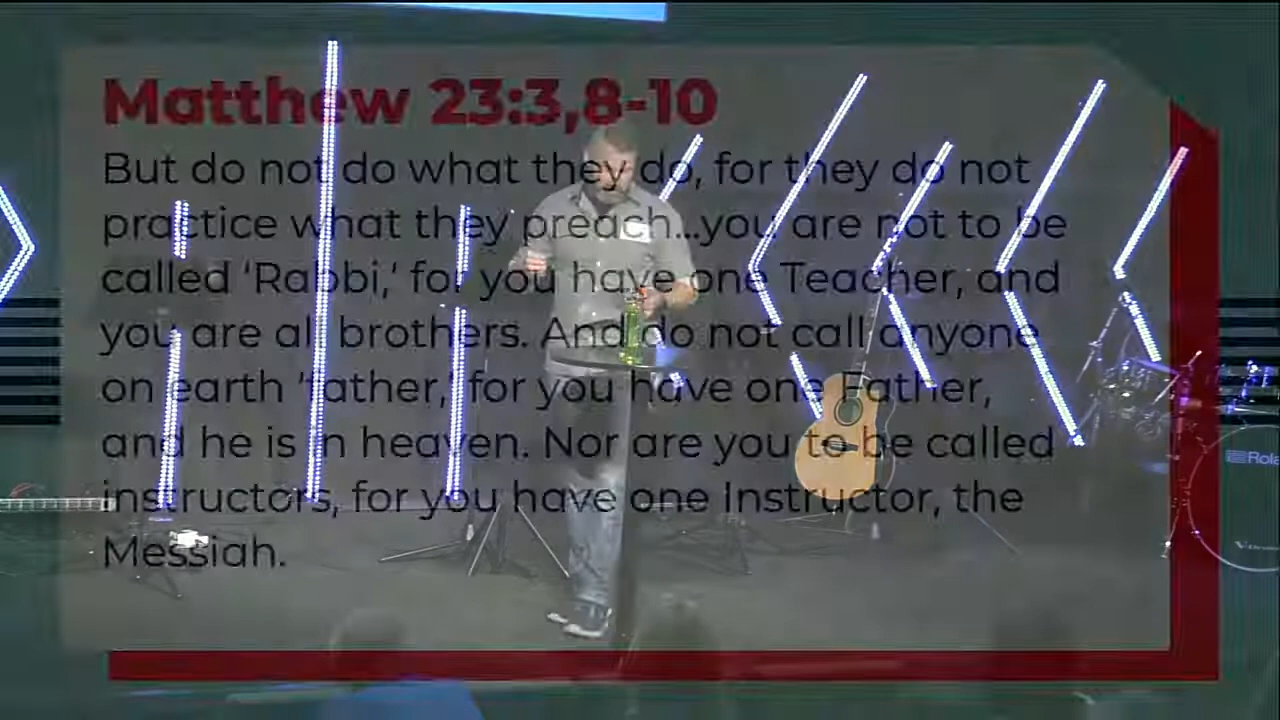 Matthew 23:3,8-10
But do not do what they do, for they do not
practice what they preach...you are not to be
called ‘Rabbi,’ for you have one Teacher, and
you are all brothers. And do not call anyone
on earth ‘father,’ for you have one Father,
and he is in heaven. Nor are you to be called
instructors, for you have one Instructor, the
Messiah.